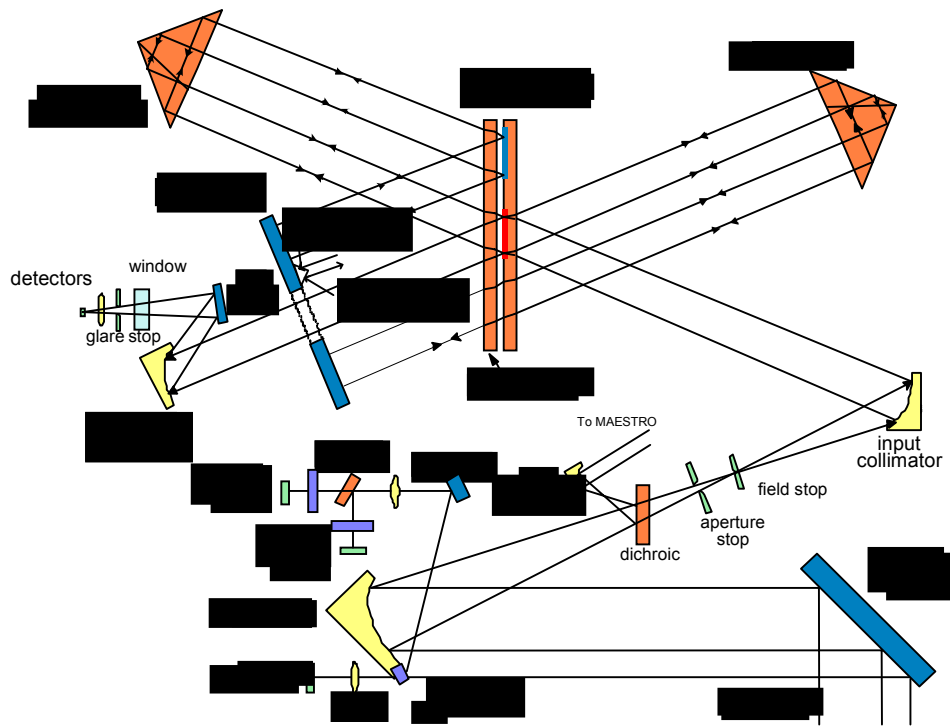 window
detectors
glare stop
To MAESTRO
input
collimator
field stop
aperture
stop
dichroic